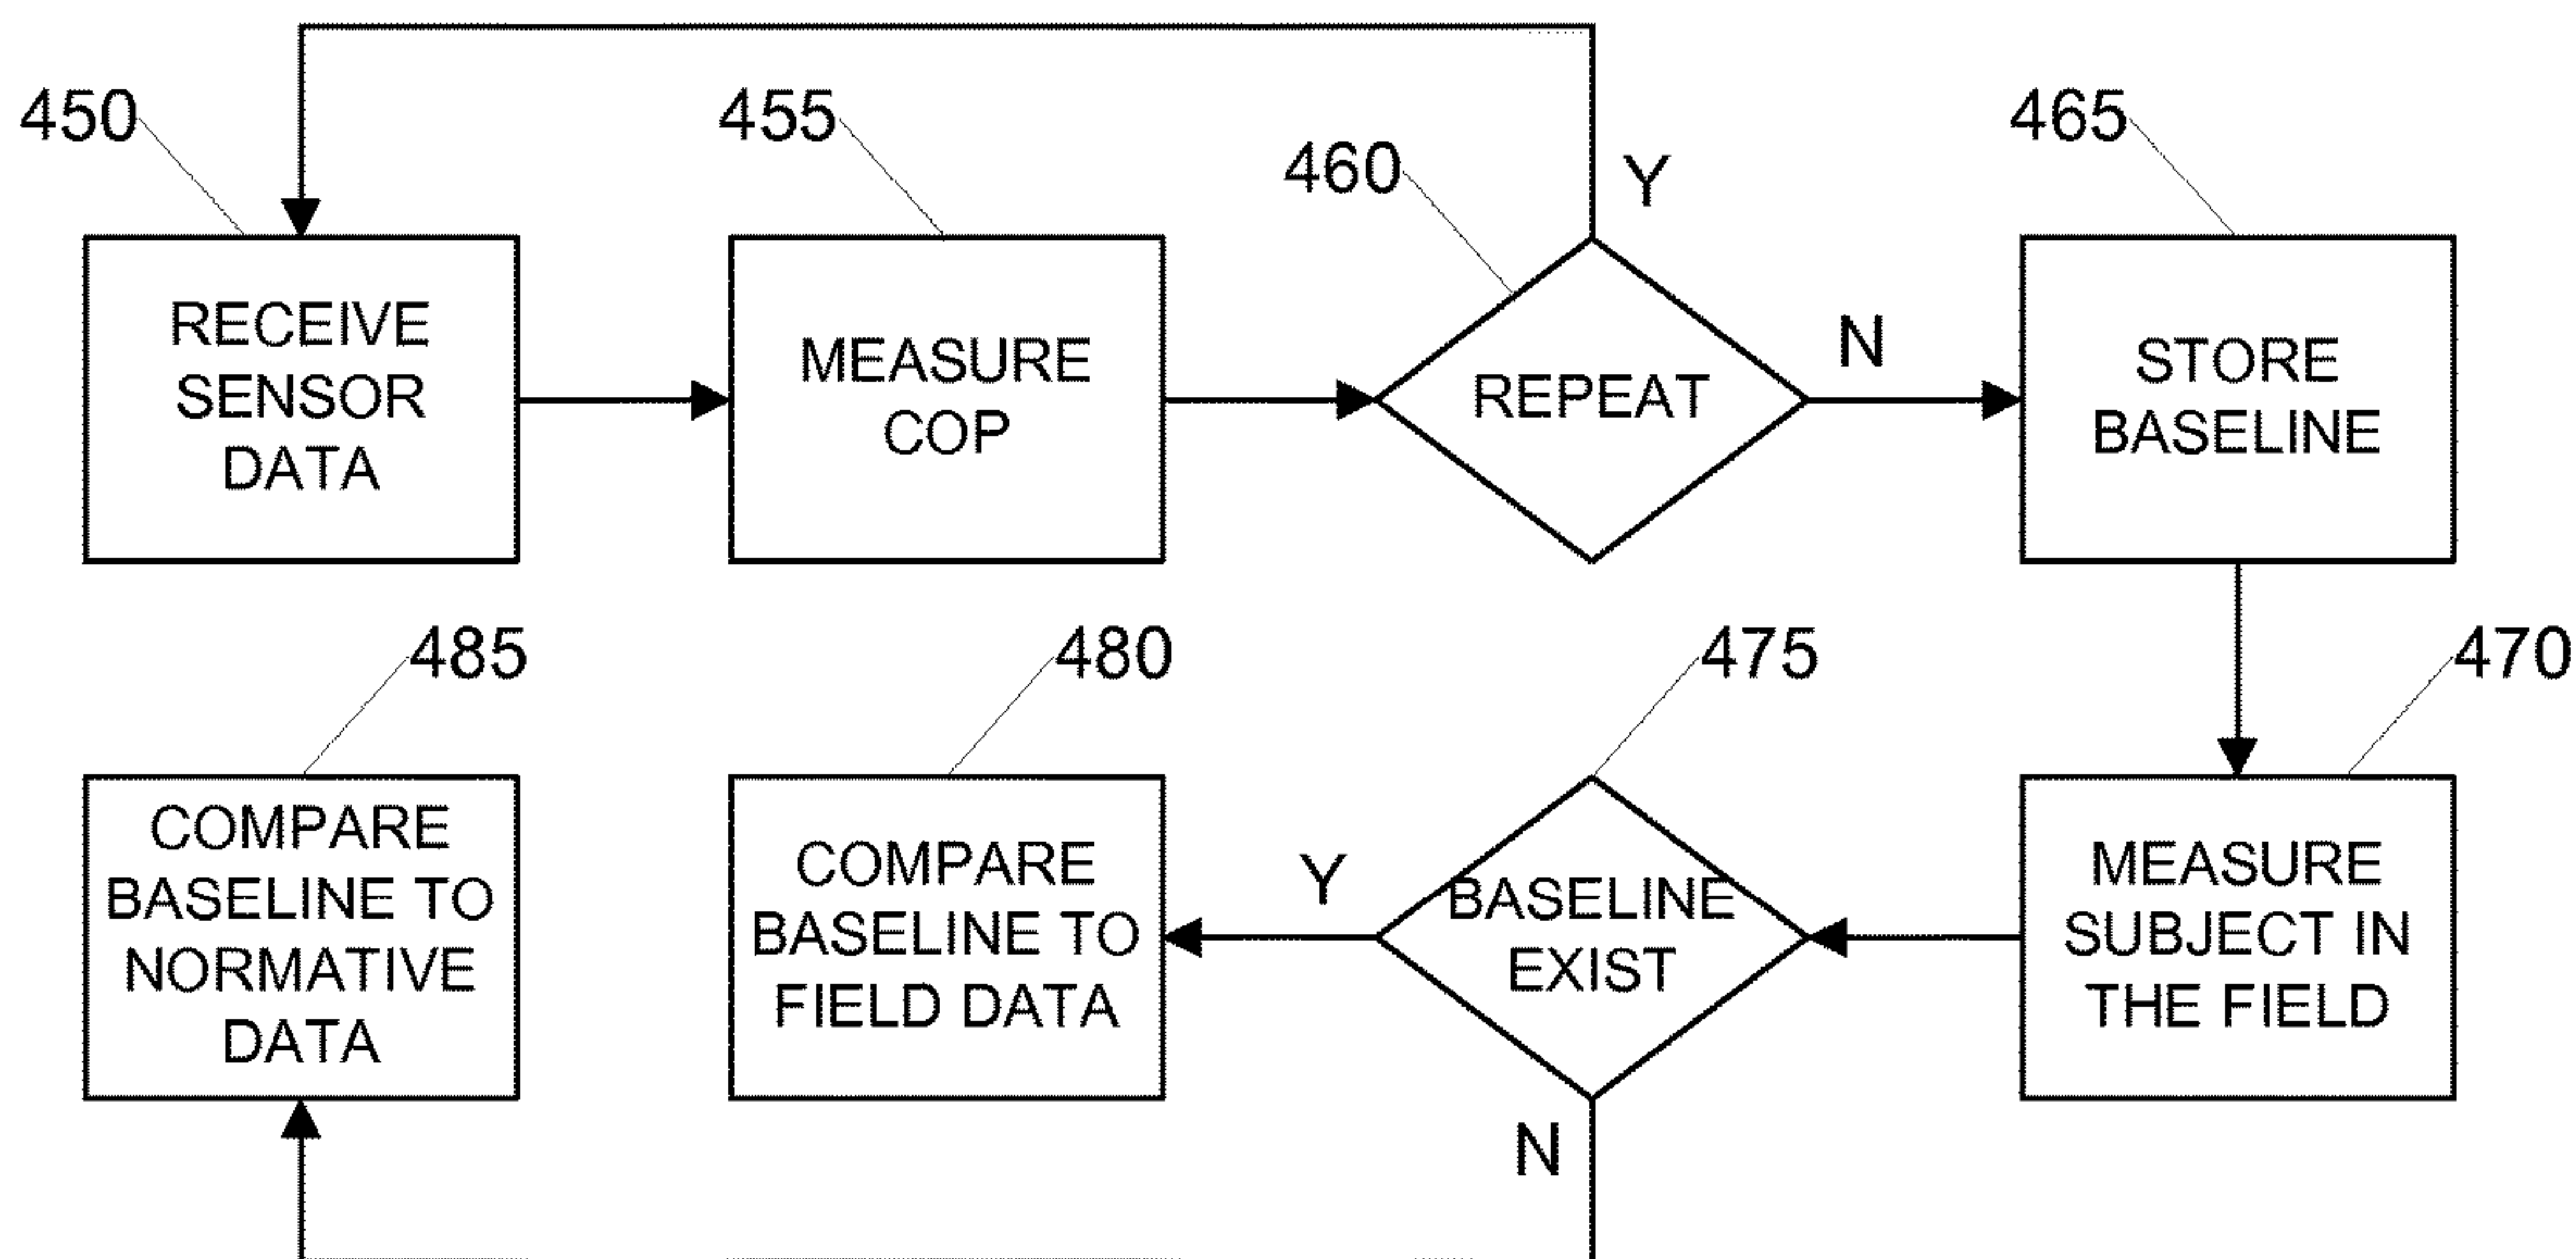 450
455
460
Y
465
RECEIVE
SENSOR
DATA
MEASURE
COP
REPEAT
N
STORE
BASELINE
485
480
475
470
COMPARE
BASELINE TO
NORMATIVE
DATA
COMPARE
BASELINE TO
FIELD DATA
Y
BASELINE
EXIST
N
MEASURE
SUBJECT IN
THE FIELD